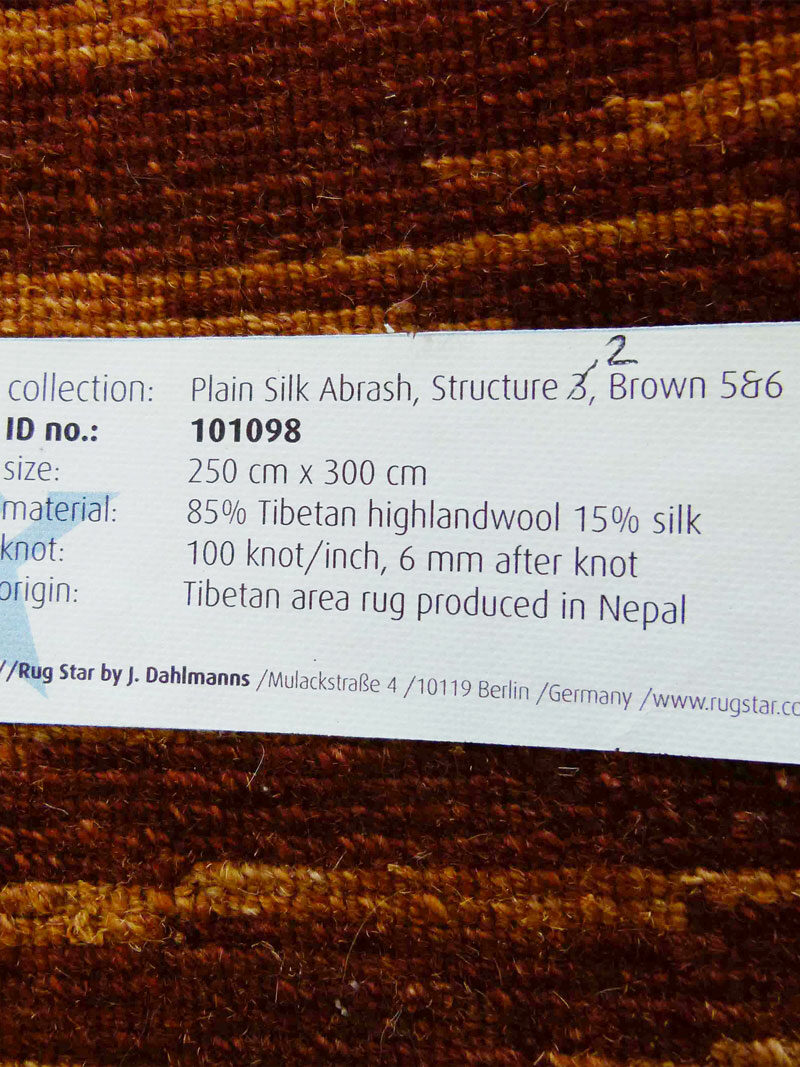 2
collection: Plain Silk Abrash, Structure 3, Brown 5&6
ID no.: 101098
size: 250 cm x 300 cm
material: 85% Tibetan highlandwool 15% silk
knot: 100 knot/inch, 6 mm after knot
origin: Tibetan area rug produced in Nepal
//Rug Star by J. Dahlmanns /Mulackstraße 4 /10119 Berlin /Germany /www.rugstar.co